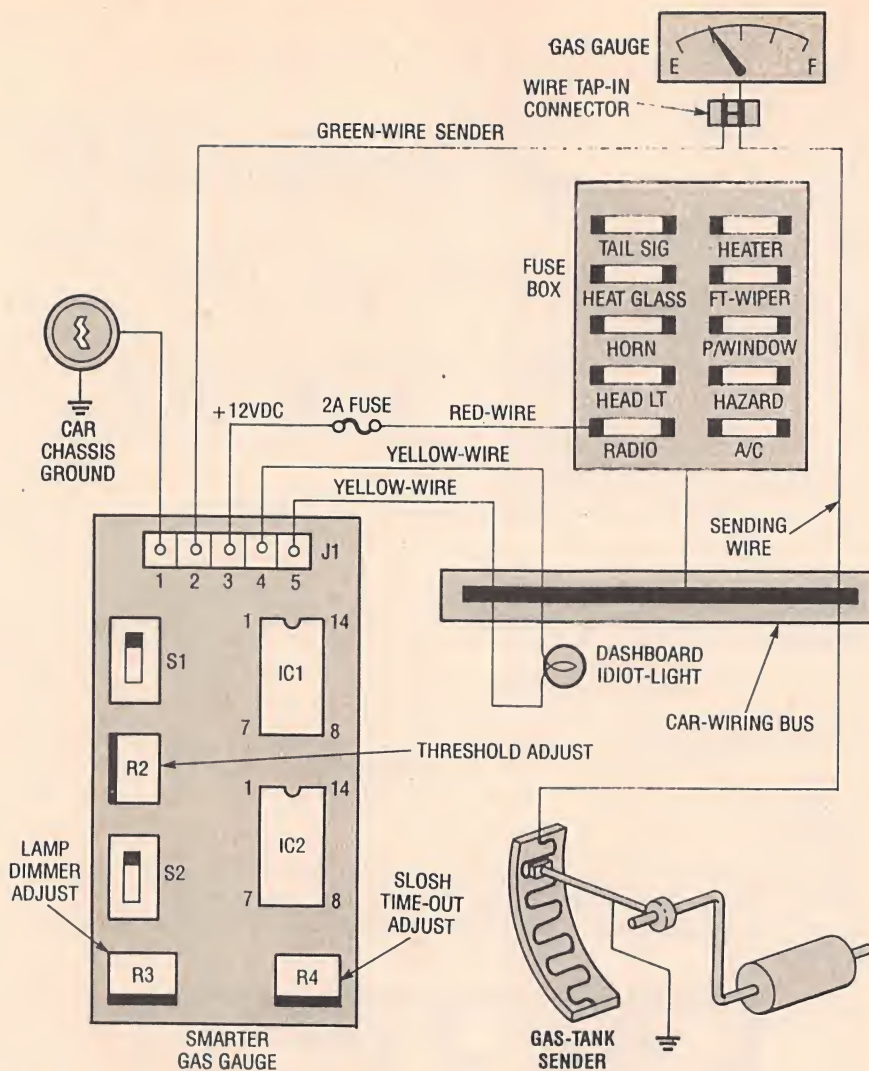 GAS GAUGE
E
F
WIRE TAP-IN
CONNECTOR
GREEN-WIRE SENDER
FUSE
BOX
TAIL SIG
HEATER
HEAT GLASS
FT-WIPER
HORN
P/WINDOW
HEAD LT
HAZARD
RADIO
A/C
CAR
CHASSIS
GROUND
+12VDC
2A FUSE
RED-WIRE
YELLOW-WIRE
YELLOW-WIRE
SENDING
WIRE
J1
1 2 3 4 5
S1
1
14
IC1
7
8
DASHBOARD
IDIOT-LIGHT
CAR-WIRING BUS
R2
THRESHOLD ADJUST
1
14
IC2
7
8
S2
LAMP
DIMMER
ADJUST
SLOSH
TIME-OUT
ADJUST
R3
R4
SMARTER
GAS GAUGE
GAS-TANK
SENDER